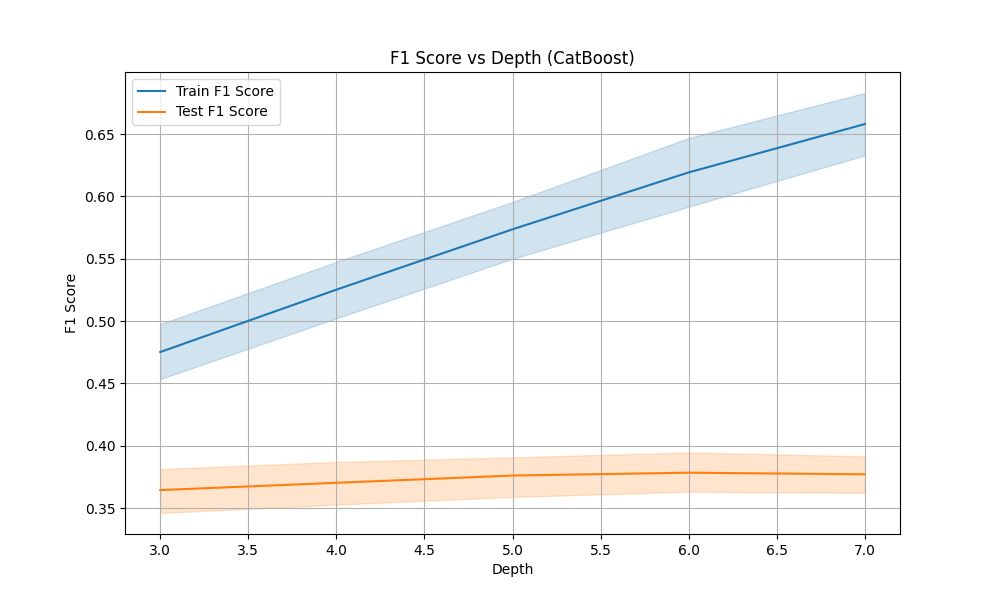 F1 Score vs Depth (CatBoost)
Train F1 Score
Test F1 Score
F1 Score
0.65
0.60
0.55
0.50
0.45
0.40
0.35
3.0 3.5 4.0 4.5 5.0 5.5 6.0 6.5 7.0
Depth